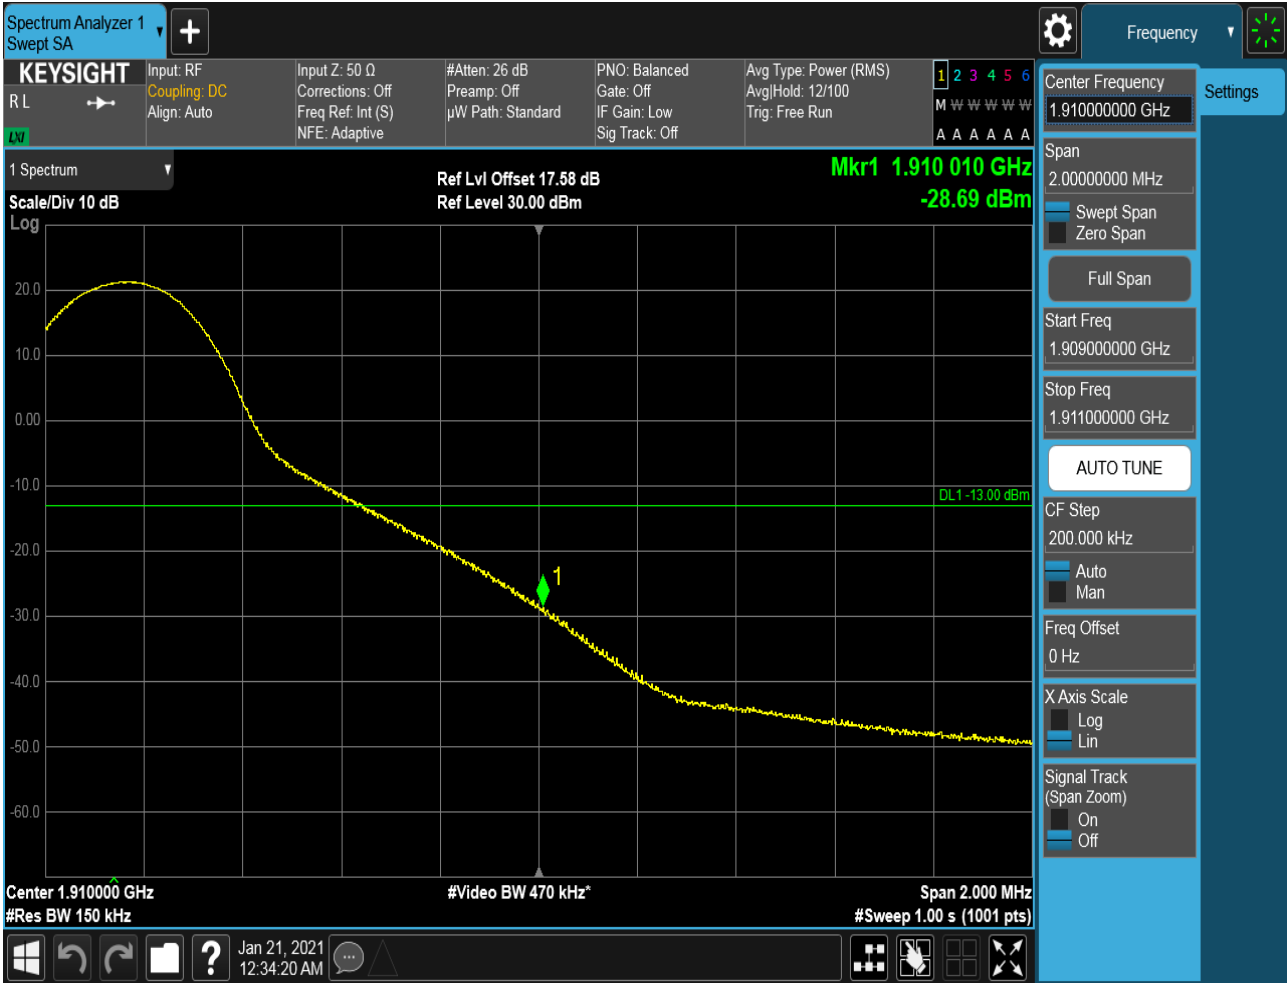 Spectrum Analyzer 1
Swept SA
Frequency
KEYSIGHT
R L
LXI
Input: RF
Coupling: DC
Align: Auto
Input Z: 50 Ω
Corrections: Off
Freq Ref: Int (S)
NFE: Adaptive
#Atten: 26 dB
Preamp: Off
µW Path: Standard
PNO: Balanced
Gate: Off
IF Gain: Low
Sig Track: Off
Avg Type: Power (RMS)
Avg|Hold: 12/100
Trig: Free Run
1 2 3 4 5 6
M W W W W W
A A A A A A
1 Spectrum
Scale/Div 10 dB
Log
Ref Lvl Offset 17.58 dB
Ref Level 30.00 dBm
Mkr1 1.910 010 GHz
-28.69 dBm
20.0
10.0
0.00
-10.0
DL1 -13.00 dBm
-20.0
1
-30.0
-40.0
-50.0
-60.0
Center 1.910000 GHz
#Res BW 150 kHz
#Video BW 470 kHz*
Span 2.000 MHz
#Sweep 1.00 s (1001 pts)
?
Jan 21, 2021
12:34:20 AM
Center Frequency
1.910000000 GHz
Settings
Span
2.00000000 MHz
Swept Span
Zero Span
Full Span
Start Freq
1.909000000 GHz
Stop Freq
1.911000000 GHz
AUTO TUNE
CF Step
200.000 kHz
Auto
Man
Freq Offset
0 Hz
X Axis Scale
Log
Lin
Signal Track
(Span Zoom)
On
Off